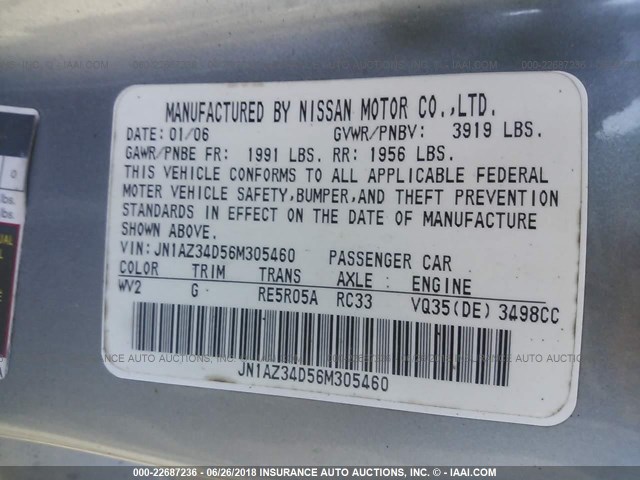 MANUFACTURED BY NISSAN MOTOR CO.,LTD.
DATE: 01/06 GVWR/PNBV: 3919 LBS.
GAWR/PNBE FR: 1991 LBS. RR: 1956 LBS.
THIS VEHICLE CONFORMS TO ALL APPLICABLE FEDERAL
MOTER VEHICLE SAFETY,BUMPER,AND THEFT PREVENTION
STANDARDS IN EFFECT ON THE DATE OF MANUFACTURE
SHOWN ABOVE.
VIN: JN1AZ34D56M305460 PASSENGER CAR
COLOR TRIM TRANS AXLE: ENGINE
WV2 G RE5R05A RC33 VQ35(DE) 3498CC
JN1AZ34D56M305460
0
lbs.
lbs.
000-22687236 - 06/26/2018 INSURANCE AUTO AUCTIONS, INC. - © - IAAI.COM